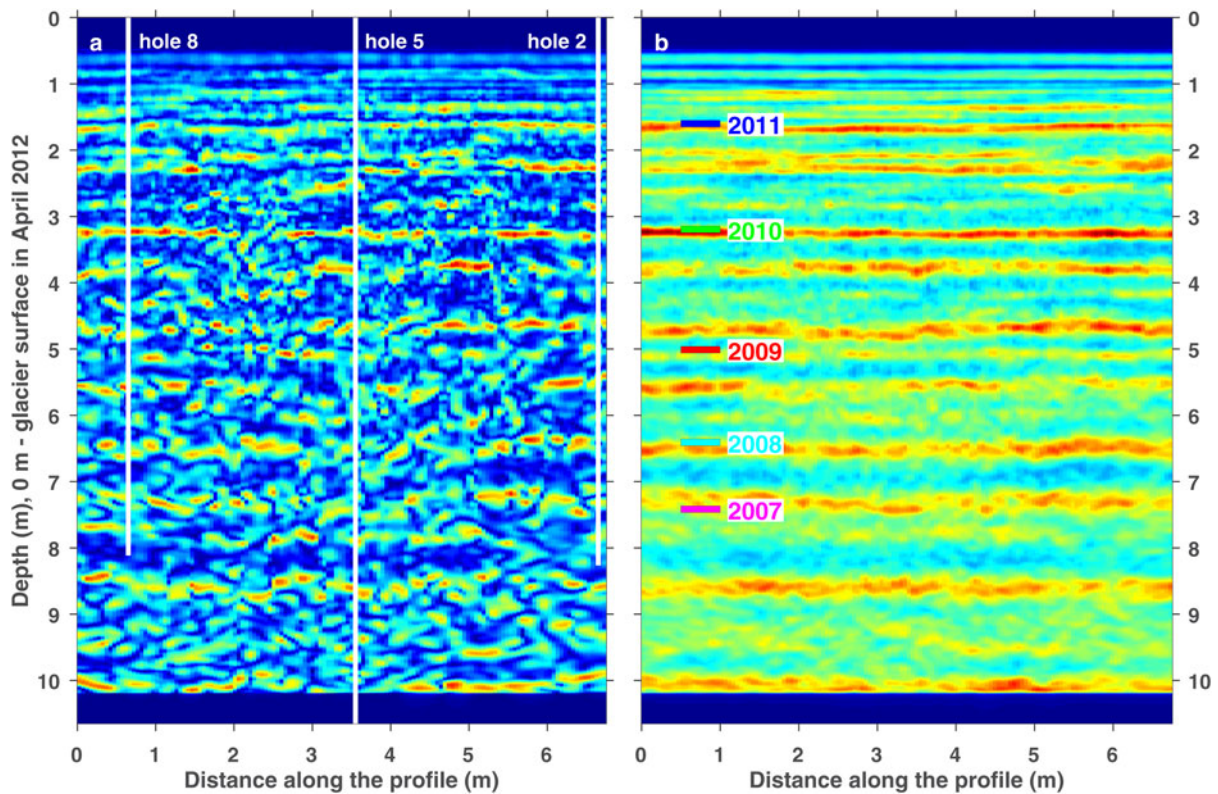 0
a
hole 8
hole 5
hole 2
b
0
1
2
3
4
5
6
7
8
9
10
Depth (m), 0 m - glacier surface in April 2012
2011
2010
2009
2008
2007
1
2
3
4
5
6
7
8
9
10
0 1 2 3 4 5 6
0 1 2 3 4 5 6
Distance along the profile (m)
Distance along the profile (m)